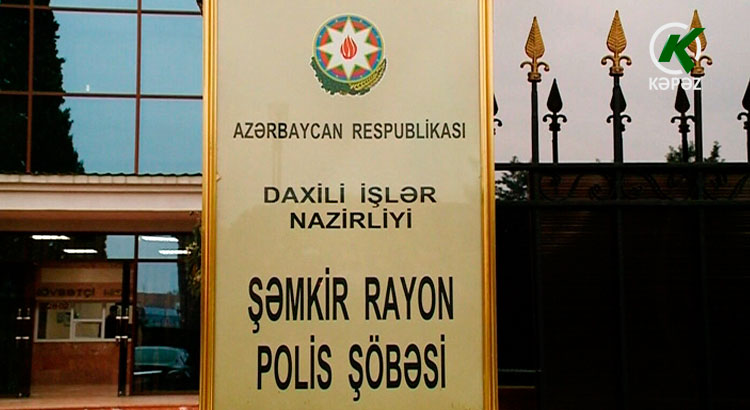 AZƏRBAYCAN RESPUBLİKASI
DAXİLİ İŞLƏR
NAZİRLİYİ
ŞƏMKİR RAYON
POLİS ŞÖBƏSİ
KƏPƏZ